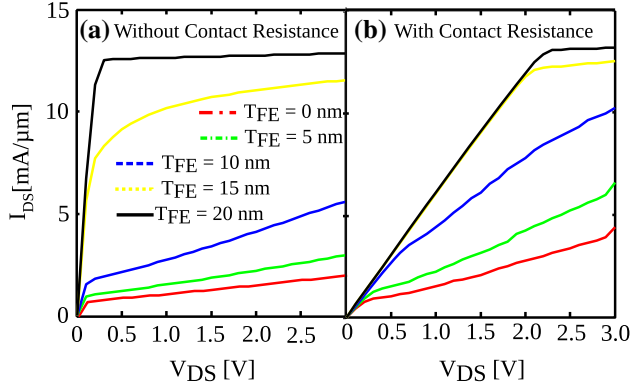 (a) Without Contact Resistance
(b) With Contact Resistance
15
10
5
0
I_DS [mA/μm]
T_FE = 0 nm
T_FE = 5 nm
T_FE = 10 nm
T_FE = 15 nm
T_FE = 20 nm
0 0.5 1.0 1.5 2.0 2.5
0 0.5 1.0 1.5 2.0 2.5 3.0
V_DS [V]
V_DS [V]